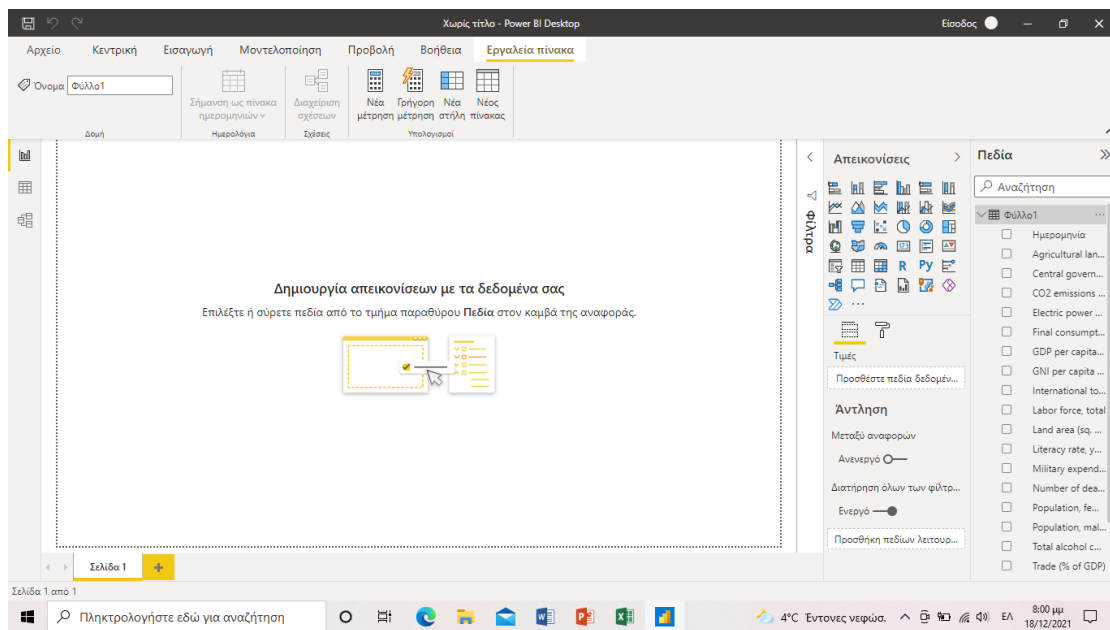 Χωρίς τίτλο - Power BI Desktop
Είσοδος
Αρχείο Κεντρική Εισαγωγή Μοντελοποίηση Προβολή Βοήθεια Εργαλεία πίνακα
Όνομα Φύλλο1
Σήμανση ως πίνακα ημερομηνιών
Διαχείριση σχέσεων
Νέα μέτρηση
Γρήγορη μέτρηση
Νέα στήλη
Νέος πίνακας
Δομή Ημερολόγια Σχέσεις Υπολογισμοί
Φίλτρα
Δημιουργία απεικονίσεων με τα δεδομένα σας
Επιλέξτε ή σύρετε πεδία από το τμήμα παραθύρου Πεδία στον καμβά της αναφοράς.
Απεικονίσεις
123
R Py
...
Τιμές
Προσθέστε πεδία δεδομέν...
Άντληση
Μεταξύ αναφορών
Ανενεργό
Διατήρηση όλων των φίλτρ...
Ενεργό
Προσθήκη πεδίων λειτουρ...
Πεδία
Αναζήτηση
Φύλλο1 ...
Ημερομηνία
Agricultural lan...
Central govern...
CO2 emissions ...
Electric power ...
Final consumpt...
GDP per capita...
GNI per capita ...
International to...
Labor force, total
Land area (sq. ...
Literacy rate, y...
Military expend...
Number of dea...
Population, fe...
Population, mal...
Total alcohol c...
Trade (% of GDP)
Σελίδα 1
Σελίδα 1 από 1
Πληκτρολογήστε εδώ για αναζήτηση
4°C Έντονες νεφώσ.
ΕΛ
8:00 μμ
18/12/2021